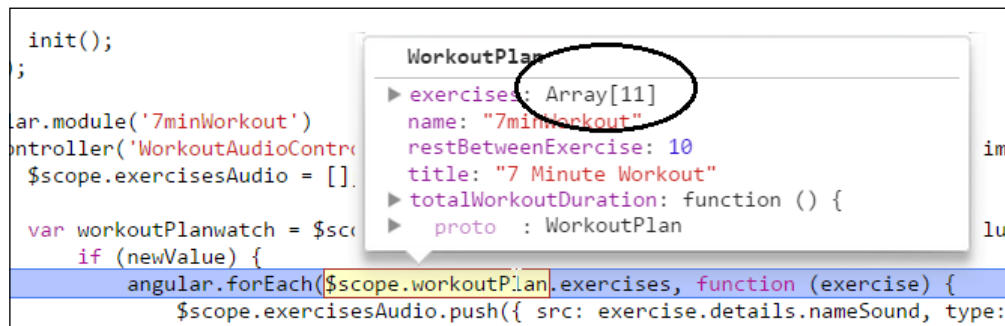 init();
);
WorkoutPlan
exercises: Array[11]
name: "7minWorkout"
restBetweenExercise: 10
title: "7 Minute Workout"
totalWorkoutDuration: function () {
proto : WorkoutPlan
lar.module('7minWorkout')
ontroller('WorkoutAudioContro im
$scope.exercisesAudio = []
var workoutPlanwatch = $sco lu
if (newValue) {
angular.forEach($scope.workoutPlan.exercises, function (exercise) {
$scope.exercisesAudio.push({ src: exercise.details.nameSound, type: